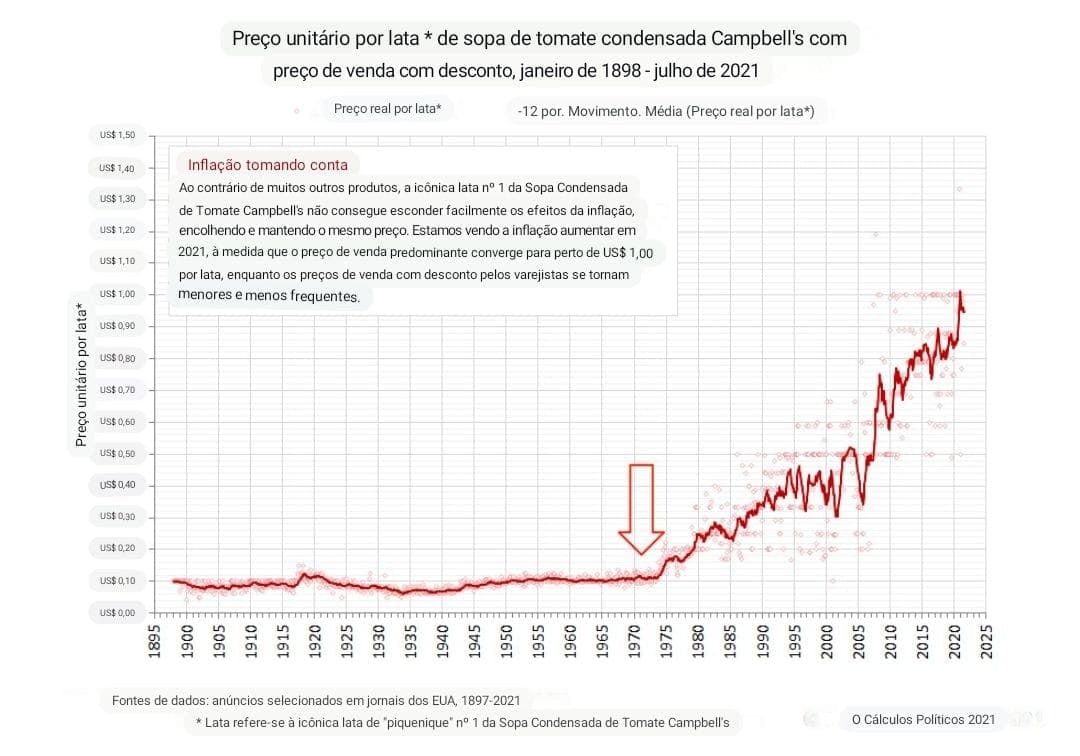 Preço unitário por lata * de sopa de tomate condensada Campbell's com
preço de venda com desconto, janeiro de 1898 - julho de 2021
Preço real por lata*
-12 por. Movimento. Média (Preço real por lata*)
US$ 1,50
US$ 1,40
US$ 1,30
US$ 1,20
US$ 1,10
US$ 1,00
US$ 0,90
US$ 0,80
US$ 0,70
US$ 0,60
US$ 0,50
US$ 0,40
US$ 0,30
US$ 0,20
US$ 0,10
US$ 0,00
Preço unitário por lata*
Inflação tomando conta
Ao contrário de muitos outros produtos, a icônica lata nº 1 da Sopa Condensada
de Tomate Campbell's não consegue esconder facilmente os efeitos da inflação,
encolhendo e mantendo o mesmo preço. Estamos vendo a inflação aumentar em
2021, à medida que o preço de venda predominante converge para perto de US$ 1,00
por lata, enquanto os preços de venda com desconto pelos varejistas se tornam
menores e menos frequentes.
1895
1900
1905
1910
1915
1920
1925
1930
1935
1940
1945
1950
1955
1960
1965
1970
1975
1980
1985
1990
1995
2000
2005
2010
2015
2020
2025
Fontes de dados: anúncios selecionados em jornais dos EUA, 1897-2021
* Lata refere-se à icônica lata de "piquenique" nº 1 da Sopa Condensada de Tomate Campbell's
O Cálculos Políticos 2021